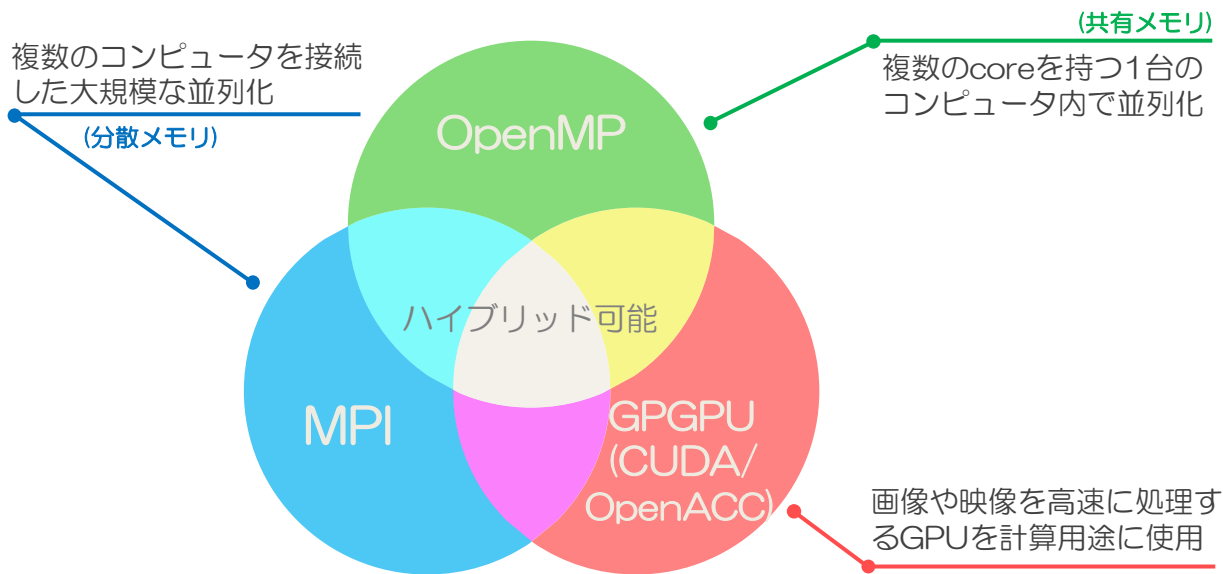 (共有メモリ)
複数のコンピュータを接続
した大規模な並列化
(分散メモリ)
複数のcoreを持つ1台の
コンピュータ内で並列化
OpenMP
ハイブリッド可能
MPI
GPGPU
(CUDA/
OpenACC)
画像や映像を高速に処理す
るGPUを計算用途に使用